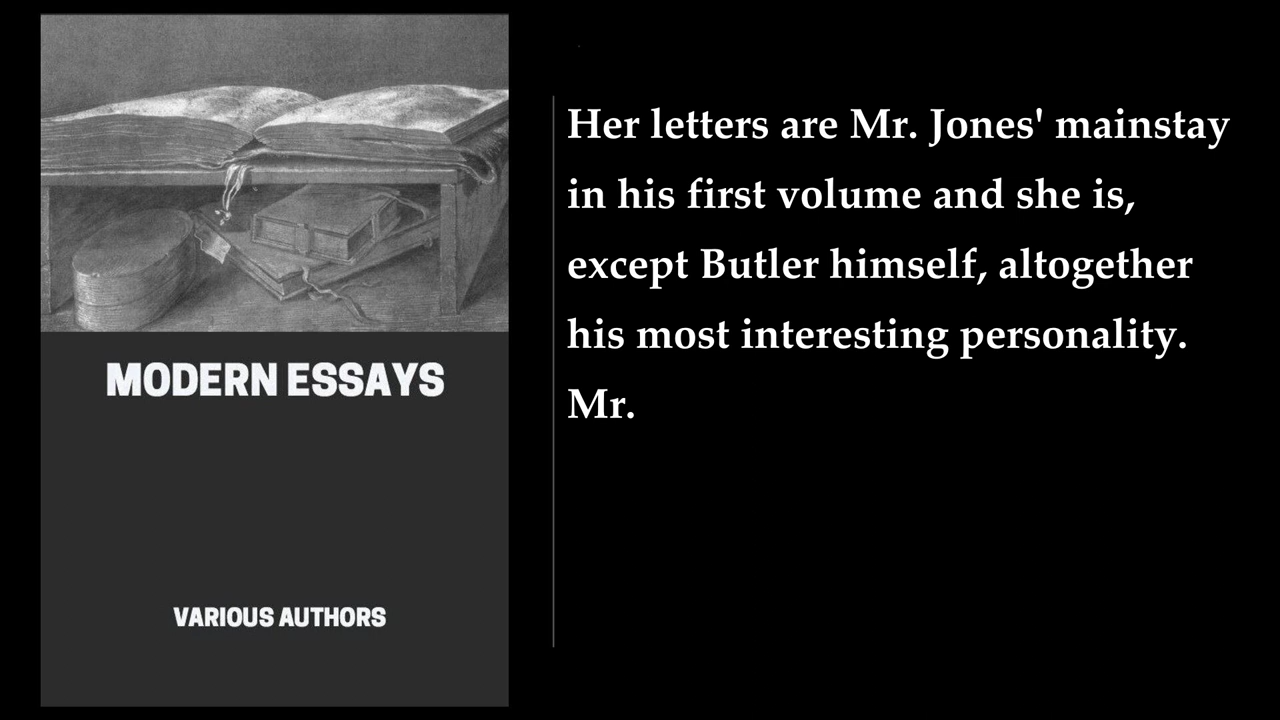 MODERN ESSAYS
VARIOUS AUTHORS
Her letters are Mr. Jones' mainstay
in his first volume and she is,
except Butler himself, altogether
his most interesting personality.
Mr.